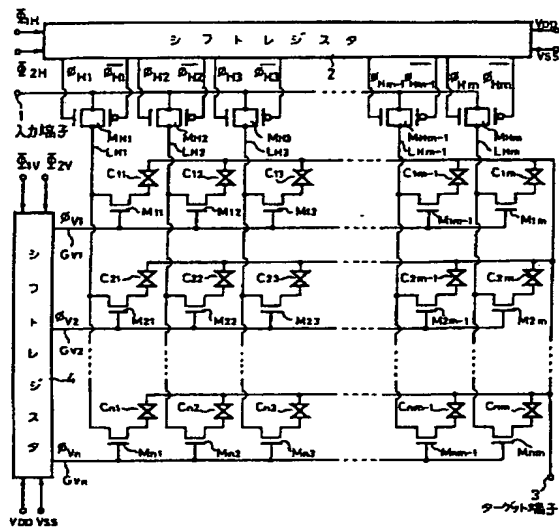 Φ1H
Φ2H
シフトレジスタ
2
VDD
VSS
φH1 φ̅H̅1̅ φH2 φ̅H̅2̅ φH3 φ̅H̅3̅ φHm-1 φ̅H̅m̅-̅1̅ φHm φ̅H̅m̅
1
入力端子
MH1 MH2 MH3 MHm-1 MHm
LH1 LH2 LH3 LHm-1 LHm
Φ1V Φ2V
C11 C12 C13 C1m-1 C1m
M11 M12 M13 M1m-1 M1m
φV1
GV1
シフトレジスタ
4
C21 C22 C23 C2m-1 C2m
M21 M22 M23 M2m-1 M2m
φV2
GV2
Cn1 Cn2 Cn3 Cnm-1 Cnm
Mn1 Mn2 Mn3 Mnm-1 Mnm
φVn
GVn
3
ターゲット端子
VDD VSS